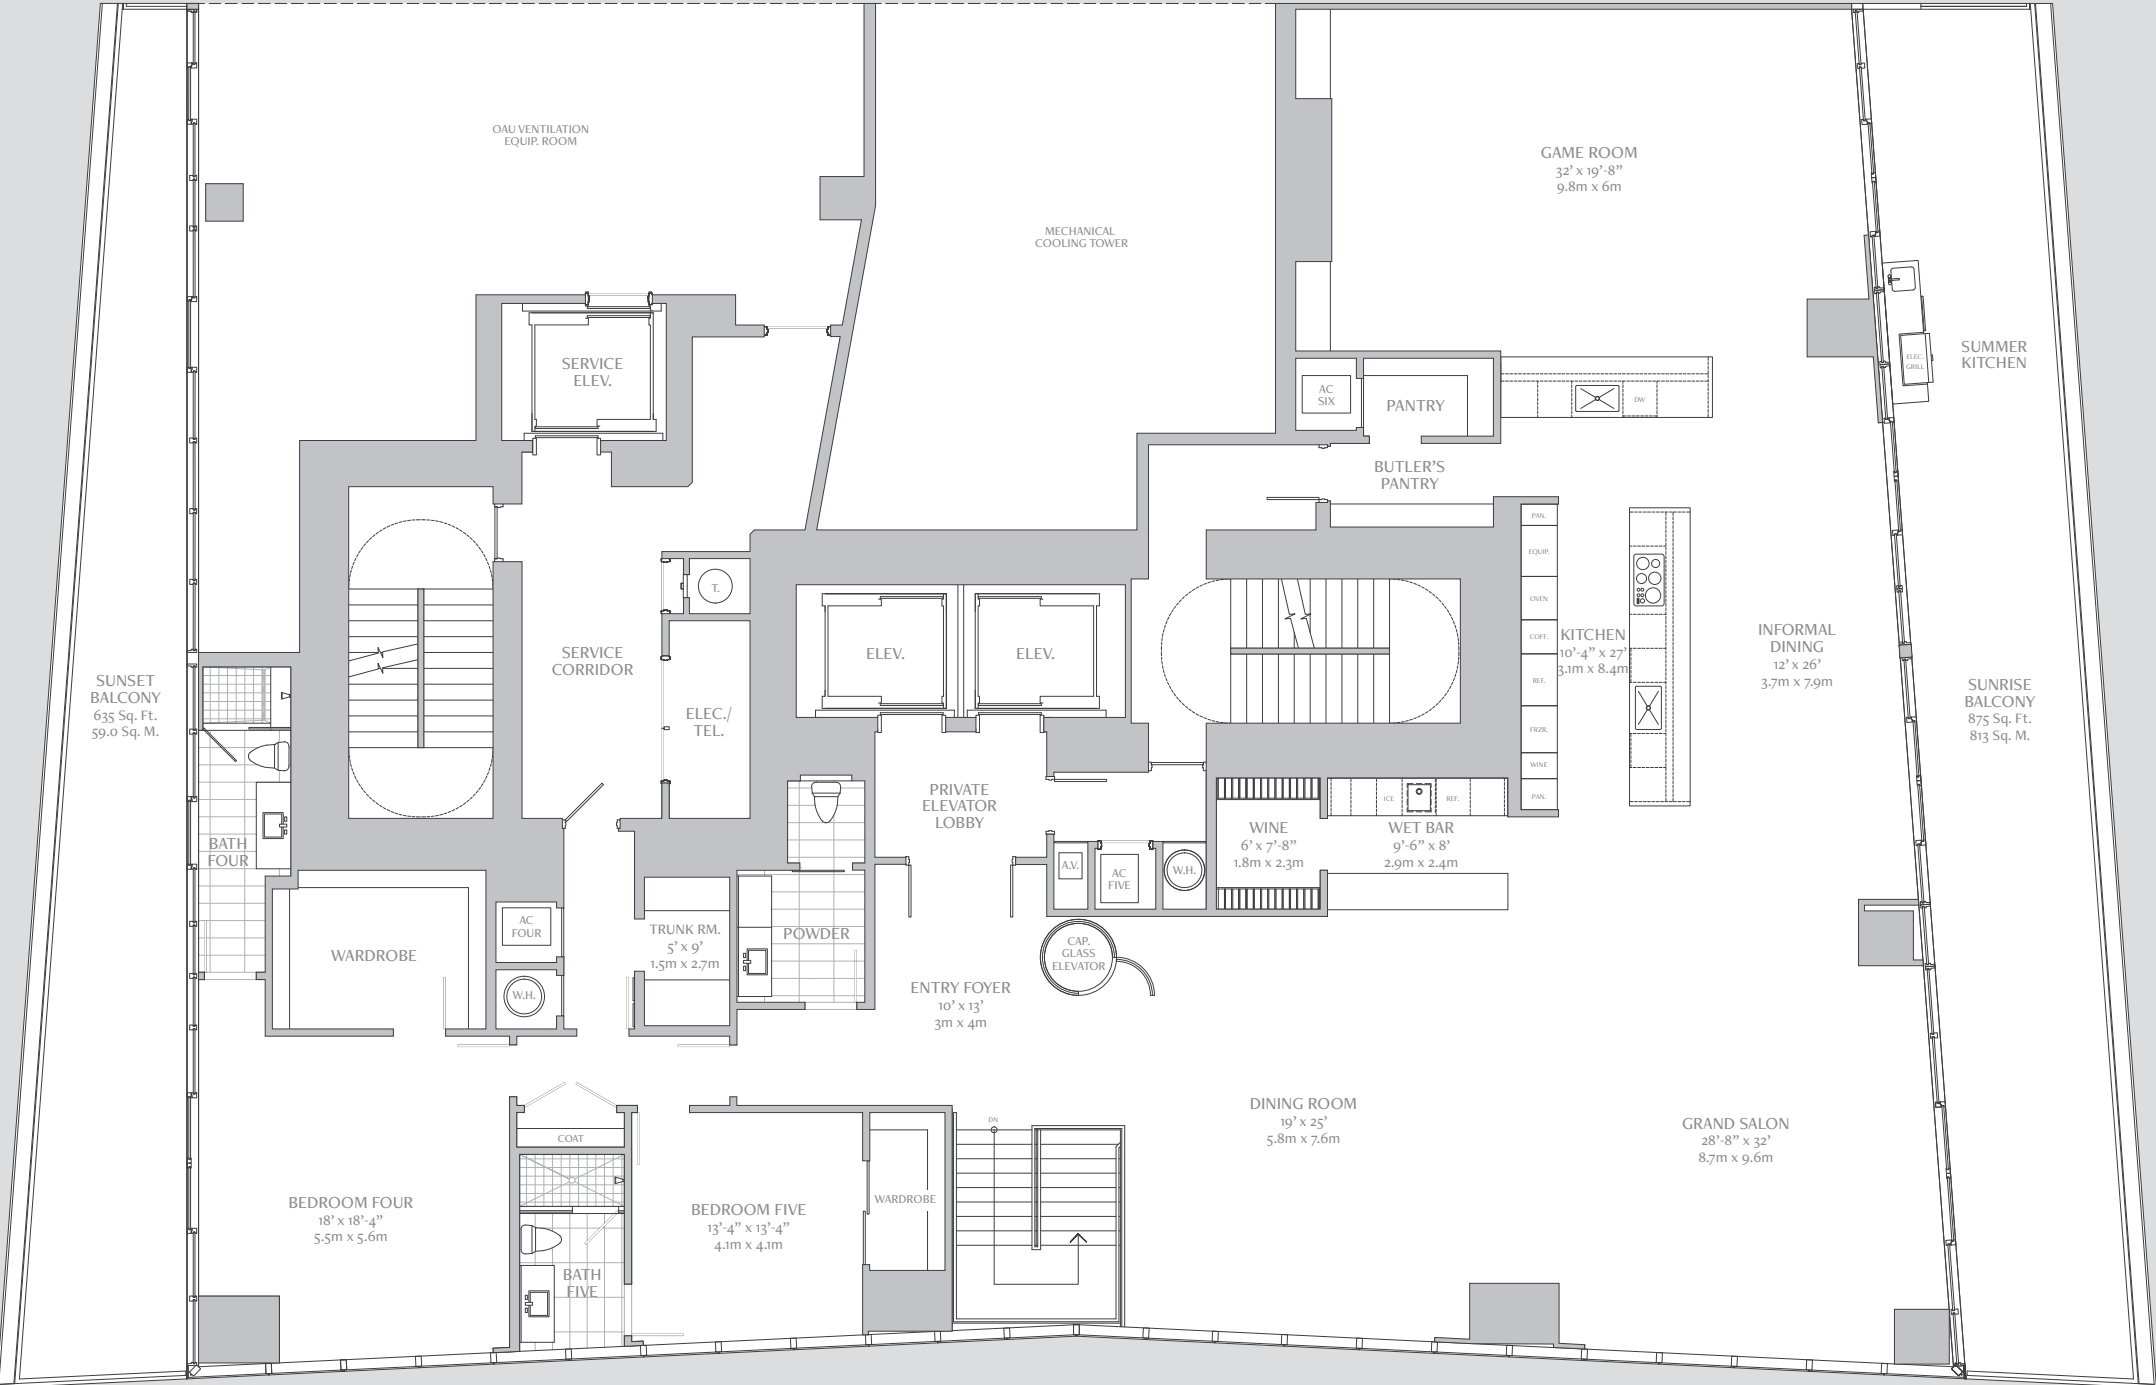 OAU VENTILATION
EQUIP. ROOM
MECHANICAL
COOLING TOWER
GAME ROOM
32' x 19'-8"
9.8m x 6m
SERVICE
ELEV.
SUMMER
KITCHEN
ELEC.
GRILL
AC
SIX
PANTRY
DW
BUTLER'S
PANTRY
PAN.
EQUIP.
OVEN
COFF.
REF.
FRZR.
WINE
PAN.
KITCHEN
10'-4" x 27'
3.1m x 8.4m
INFORMAL
DINING
12' x 26'
3.7m x 7.9m
SUNRISE
BALCONY
875 Sq. Ft.
813 Sq. M.
SUNSET
BALCONY
635 Sq. Ft.
59.0 Sq. M.
SERVICE
CORRIDOR
T.
ELEC./
TEL.
ELEV.
ELEV.
PRIVATE
ELEVATOR
LOBBY
BATH
FOUR
WINE
6' x 7'-8"
1.8m x 2.3m
ICE
REF.
WET BAR
9'-6" x 8'
2.9m x 2.4m
A.V.
AC
FIVE
W.H.
WARDROBE
AC
FOUR
W.H.
TRUNK RM.
5' x 9'
1.5m x 2.7m
POWDER
CAP.
GLASS
ELEVATOR
ENTRY FOYER
10' x 13'
3m x 4m
DN
DINING ROOM
19' x 25'
5.8m x 7.6m
GRAND SALON
28'-8" x 32'
8.7m x 9.6m
COAT
BEDROOM FOUR
18' x 18'-4"
5.5m x 5.6m
BEDROOM FIVE
13'-4" x 13'-4"
4.1m x 4.1m
WARDROBE
BATH
FIVE